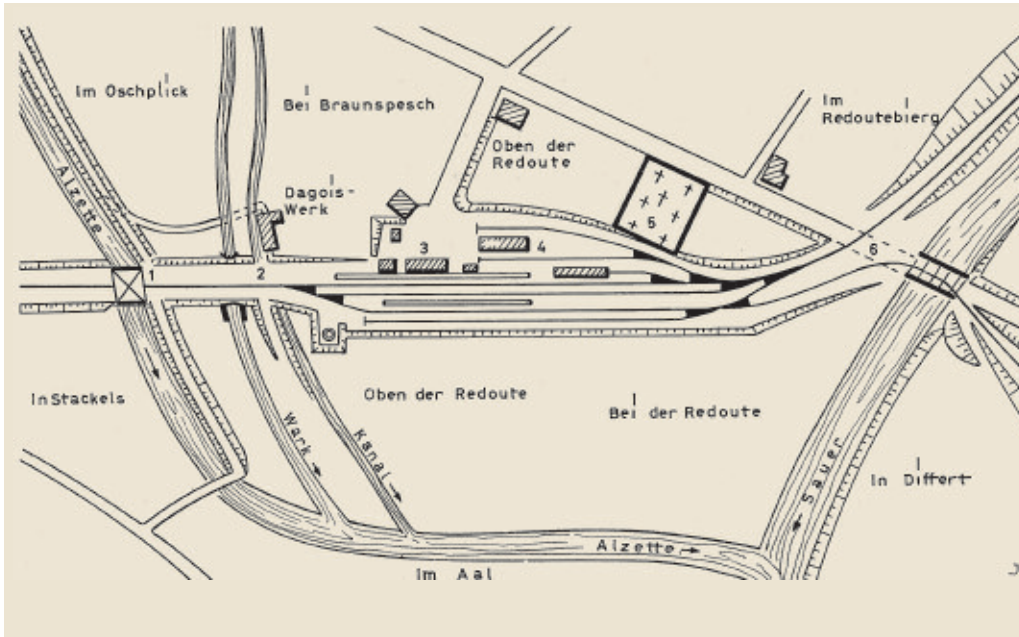 Im Oschplick
Bei Braunspesch
Im
Redoutebierg
Oben der
Redoute
Alzette
Dagois-
Werk
5
3
4
6
1
2
In Stackels
Oben der Redoute
Bei der Redoute
Wark
Kanal
Sauer
In Differt
Alzette
Im Aal